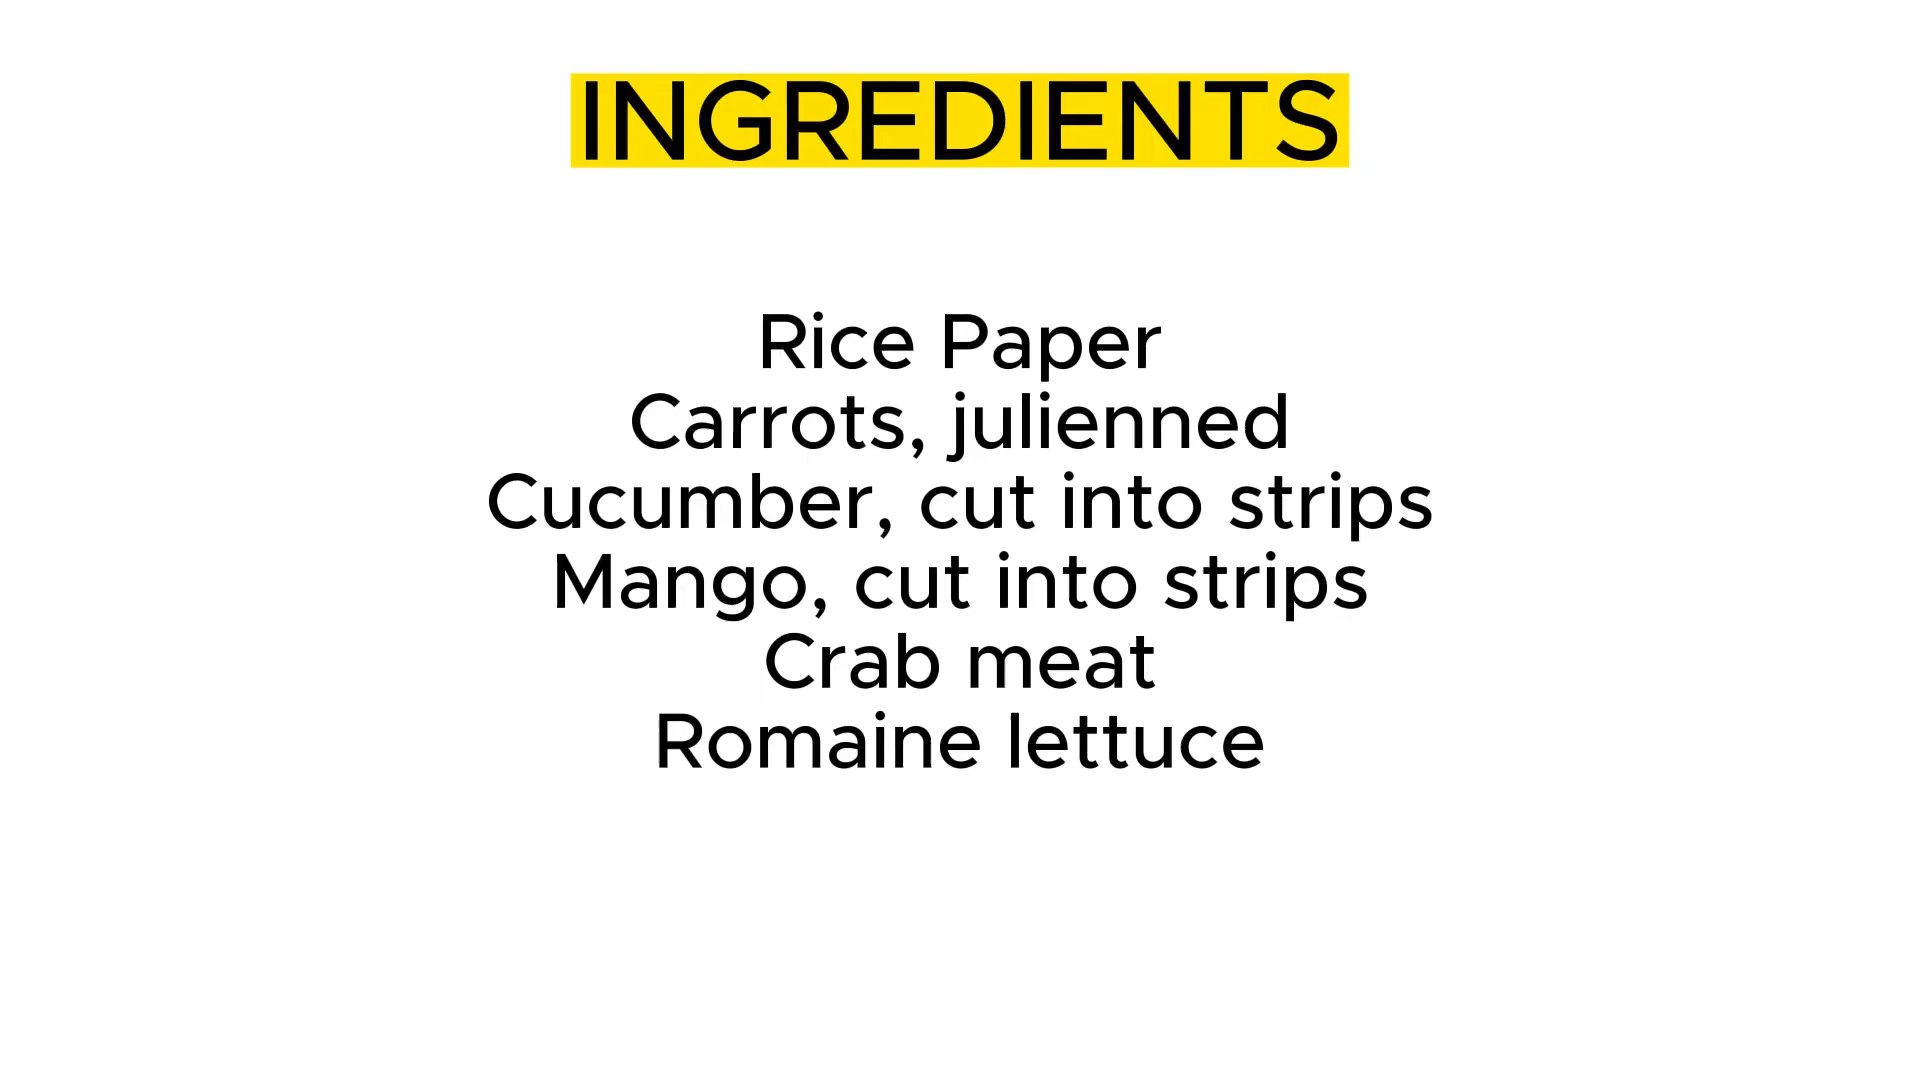 INGREDIENTS
Rice Paper
Carrots, julienned
Cucumber, cut into strips
Mango, cut into strips
Crab meat
Romaine lettuce